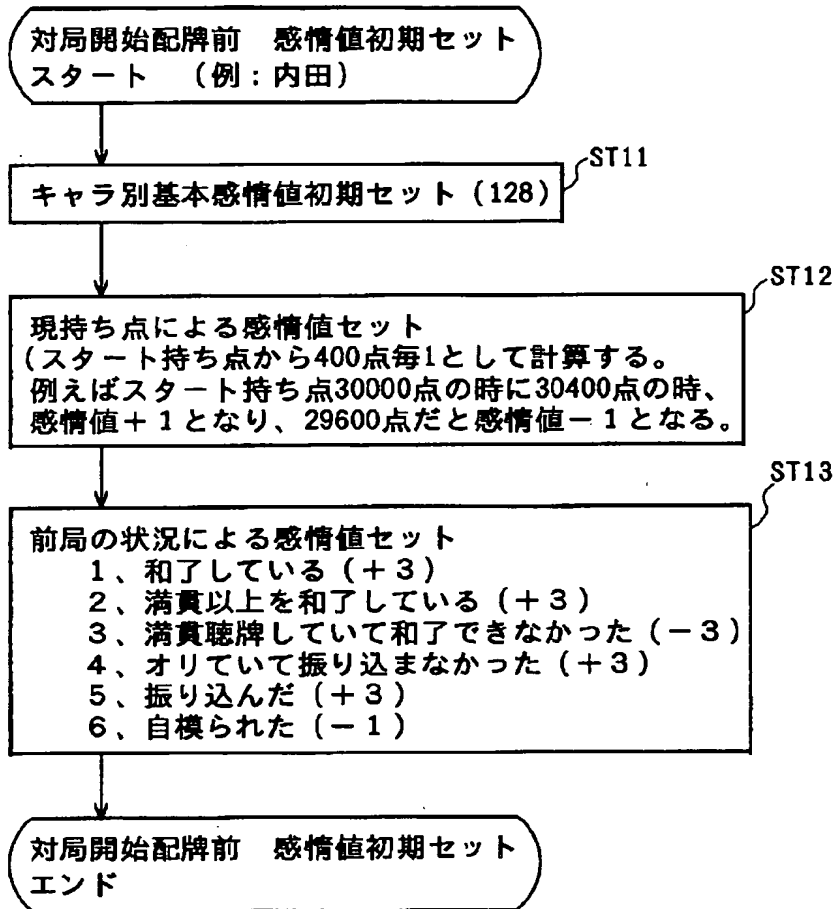 対局開始配牌前　感情値初期セット
スタート　（例：内田）
ST11
キャラ別基本感情値初期セット（128）
ST12
現持ち点による感情値セット
（スタート持ち点から400点毎1として計算する。
例えばスタート持ち点30000点の時に30400点の時、
感情値＋１となり、29600点だと感情値－１となる。
ST13
前局の状況による感情値セット
１、和了している（＋３）
２、満貫以上を和了している（＋３）
３、満貫聴牌していて和了できなかった（－３）
４、オリていて振り込まなかった（＋３）
５、振り込んだ（＋３）
６、自模られた（－１）
対局開始配牌前　感情値初期セット
エンド